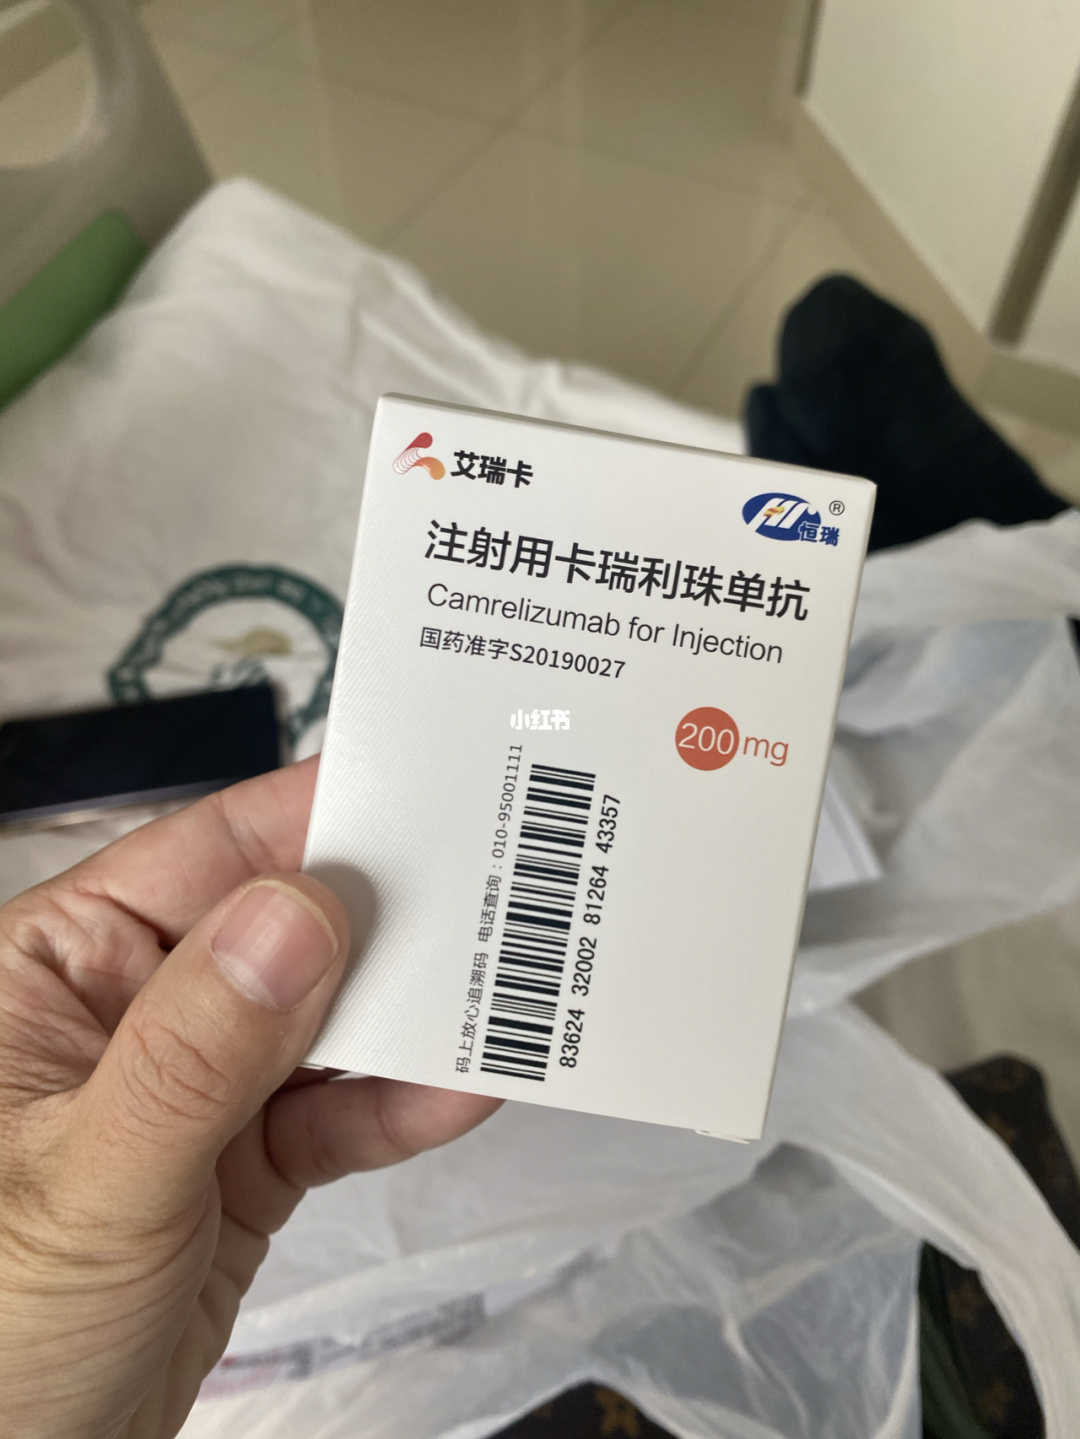 艾瑞卡
恒瑞®
注射用卡瑞利珠单抗
Camrelizumab for Injection
国药准字S20190027
小红书
200mg
码上放心追溯码 电话查询：010-95001111
83624 32002 81264 43357